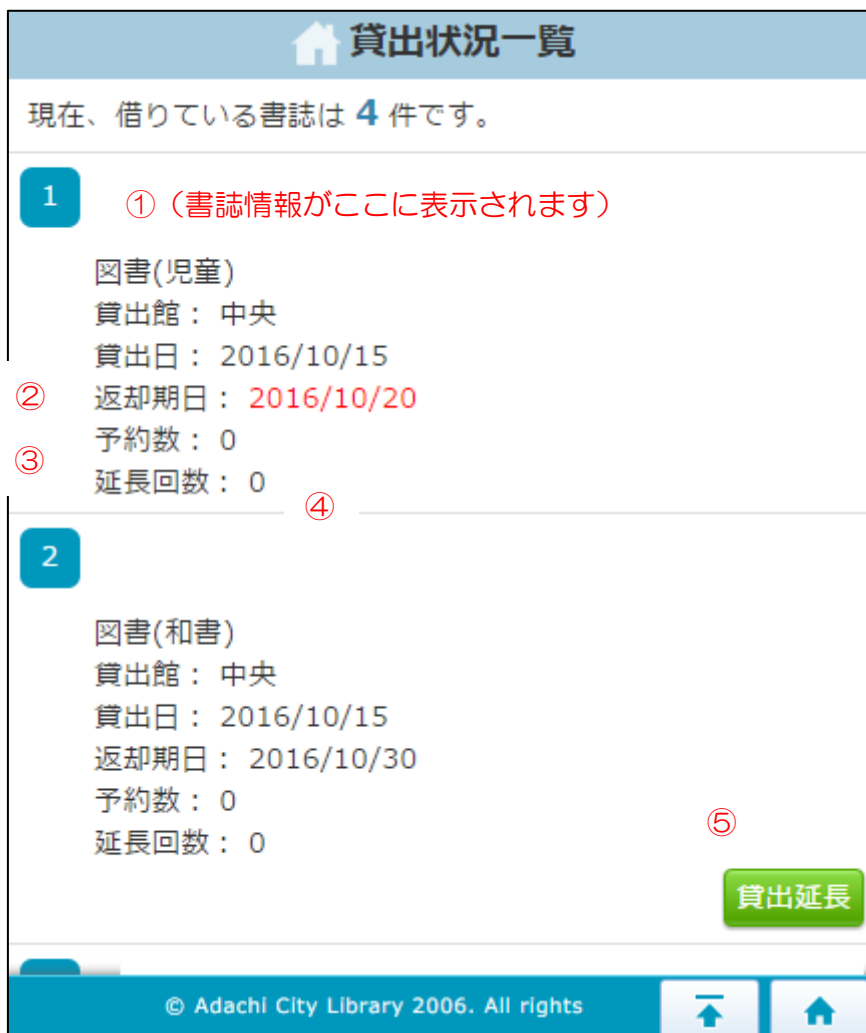 貸出状況一覧
現在、借りている書誌は 4 件です。
1
①（書誌情報がここに表示されます）
図書(児童)
貸出館： 中央
貸出日： 2016/10/15
② 返却期日： 2016/10/20
予約数： 0
③
延長回数： 0
④
2
図書(和書)
貸出館： 中央
貸出日： 2016/10/15
返却期日： 2016/10/30
予約数： 0
⑤
延長回数： 0
貸出延長
© Adachi City Library 2006. All rights